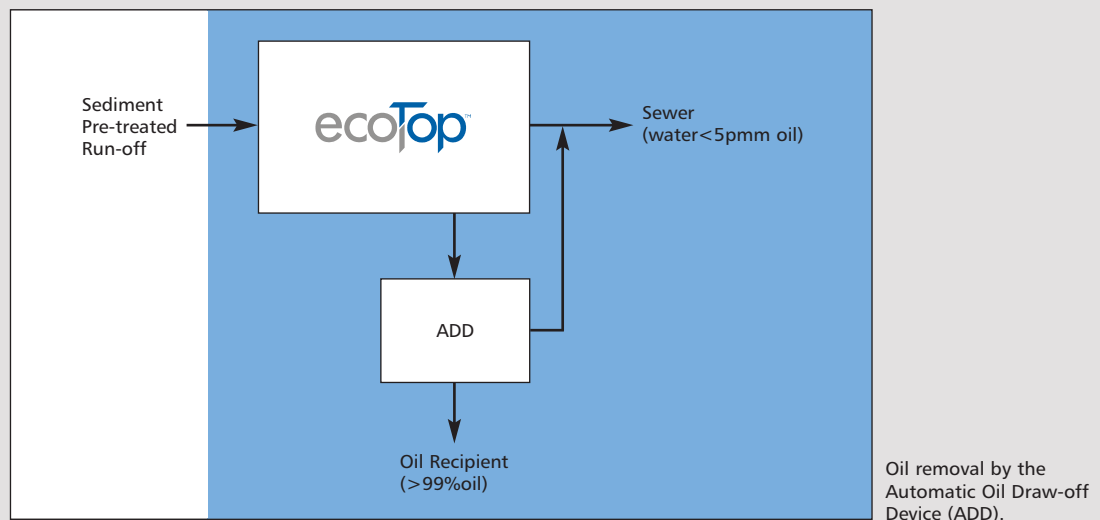 Sediment
Pre-treated
Run-off
ecoTop™
Sewer
(water<5pmm oil)
ADD
Oil Recipient
(>99%oil)
Oil removal by the
Automatic Oil Draw-off
Device (ADD).